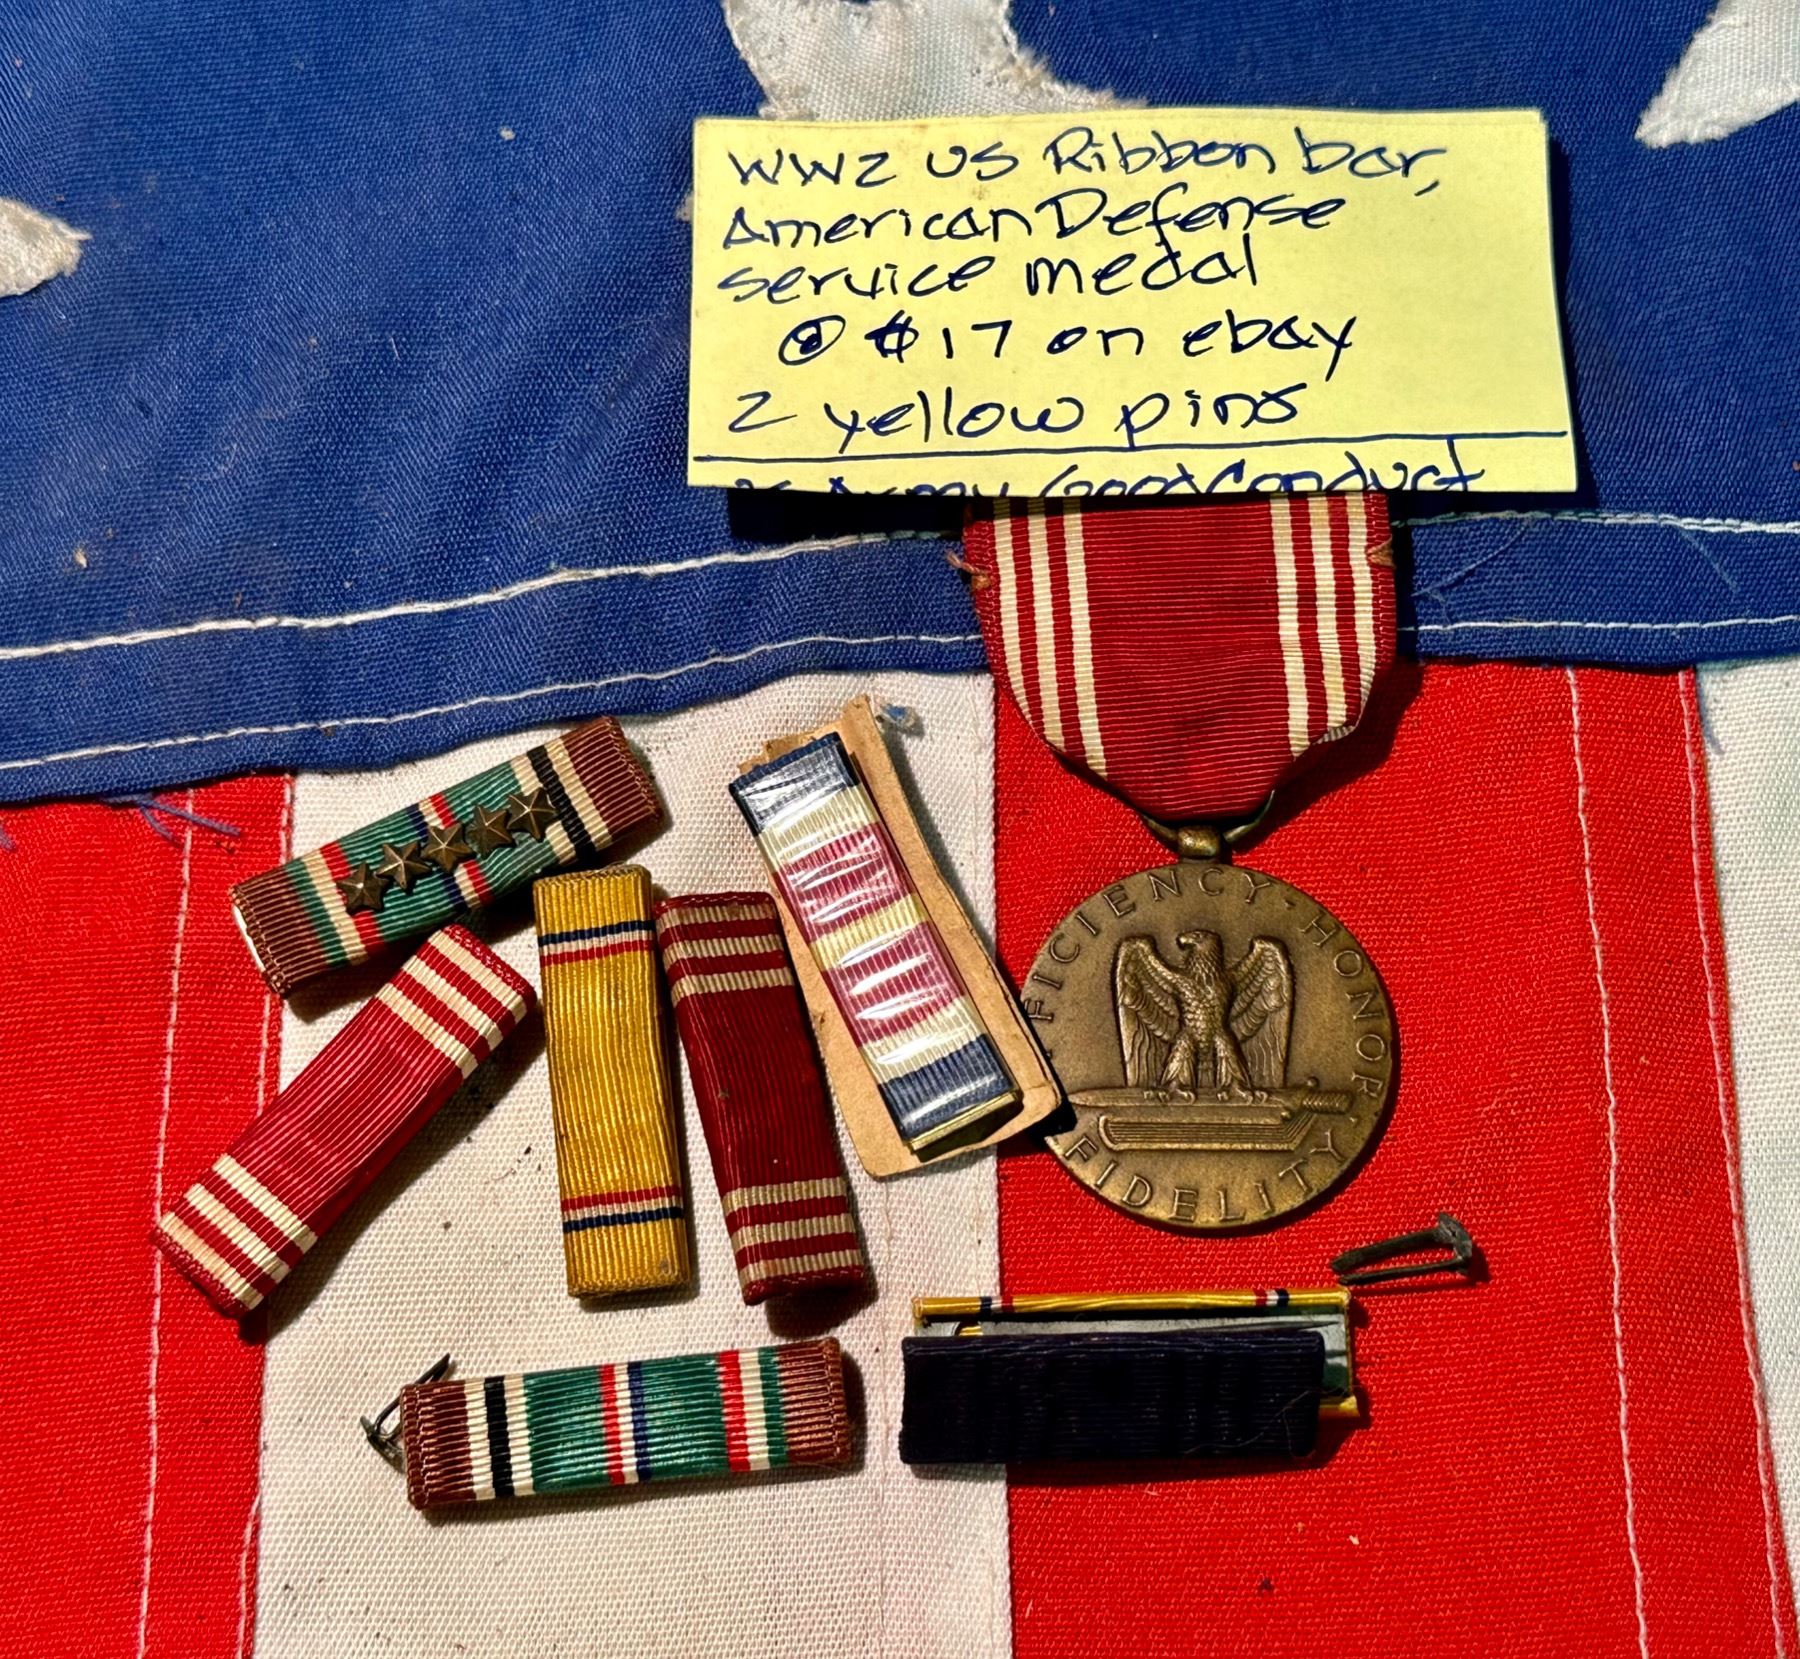 WW2 US Ribbon bar,
American Defense
service medal
@ $17 on ebay
2 yellow pins
Army Good Conduct
EFFICIENCY-HONOR
FIDELITY